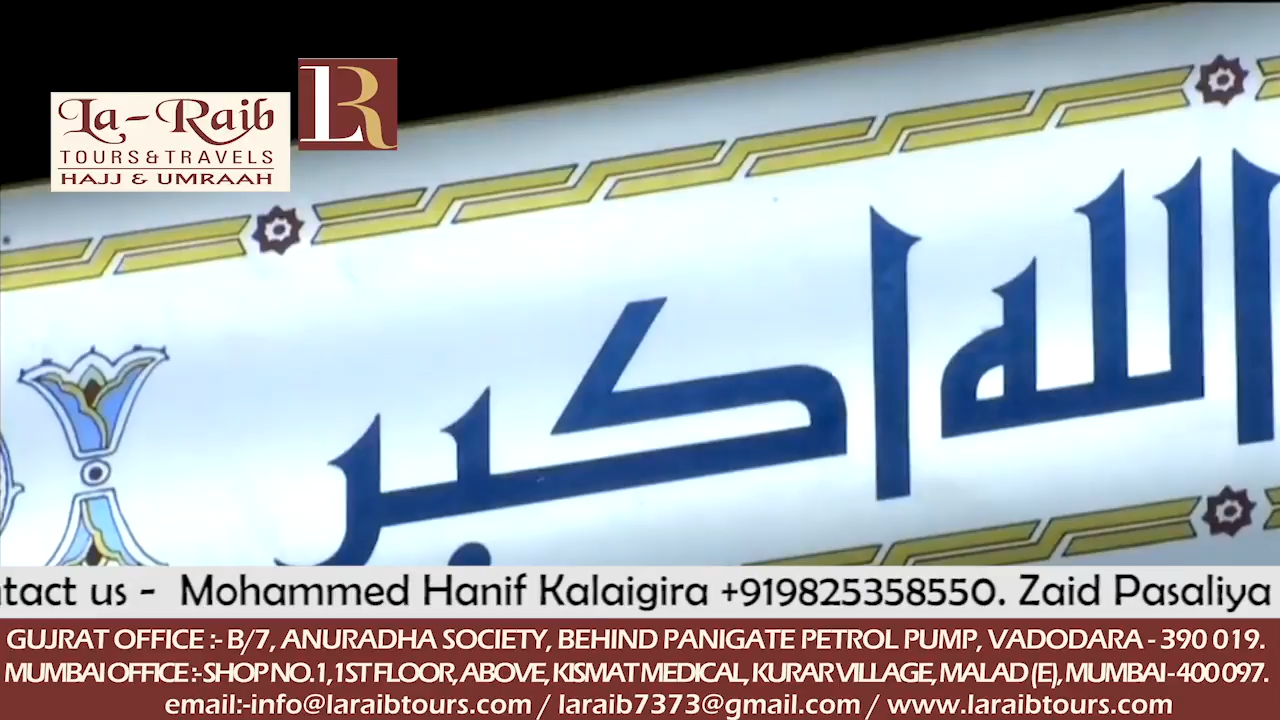 La-Raib
TOURS & TRAVELS
HAJJ & UMRAAH
LR
الله اكبر
us - Mohammed Hanif Kalaigira +919825358550. Zaid Pasaliya
GUJRAT OFFICE :- B/7, ANURADHA SOCIETY, BEHIND PANIGATE PETROL PUMP, VADODARA - 390 019.
MUMBAI OFFICE :- SHOP NO. 1, 1ST FLOOR, ABOVE, KISMAT MEDICAL, KURAR VILLAGE, MALAD (E), MUMBAI - 400 097.
email:-info@laraibtours.com / laraib7373@gmail.com / www.laraibtours.com